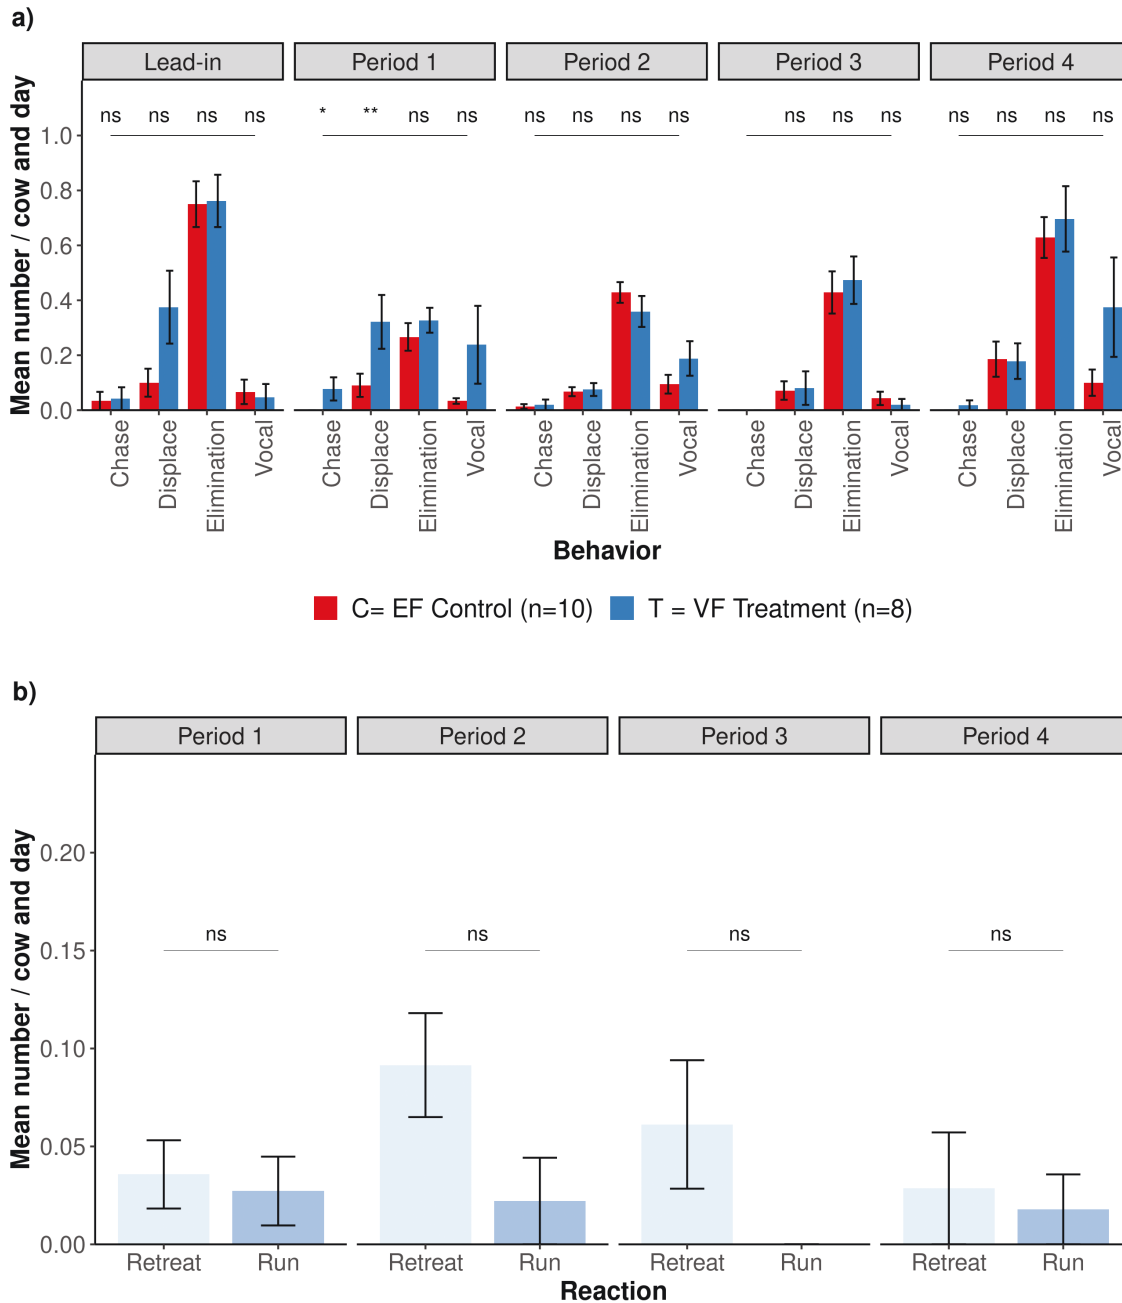 a)
Lead-in Period 1 Period 2 Period 3 Period 4
ns ns ns ns * ** ns ns ns ns ns ns ns ns ns ns ns ns ns
Mean number / cow and day
1.0
0.8
0.6
0.4
0.2
0.0
Chase Displace Elimination Vocal Chase Displace Elimination Vocal Chase Displace Elimination Vocal Chase Displace Elimination Vocal Chase Displace Elimination Vocal
Behavior
C= EF Control (n=10) T = VF Treatment (n=8)
b)
Period 1 Period 2 Period 3 Period 4
Mean number / cow and day
0.20
0.15
0.10
0.05
0.00
ns ns ns ns
Retreat Run Retreat Run Retreat Run Retreat Run
Reaction